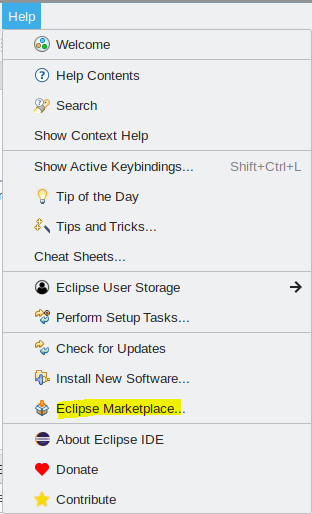 Help
Welcome
Help Contents
Search
Show Context Help
Show Active Keybindings... Shift+Ctrl+L
Tip of the Day
Tips and Tricks...
Cheat Sheets...
Eclipse User Storage
Perform Setup Tasks...
Check for Updates
Install New Software...
Eclipse Marketplace...
About Eclipse IDE
Donate
Contribute